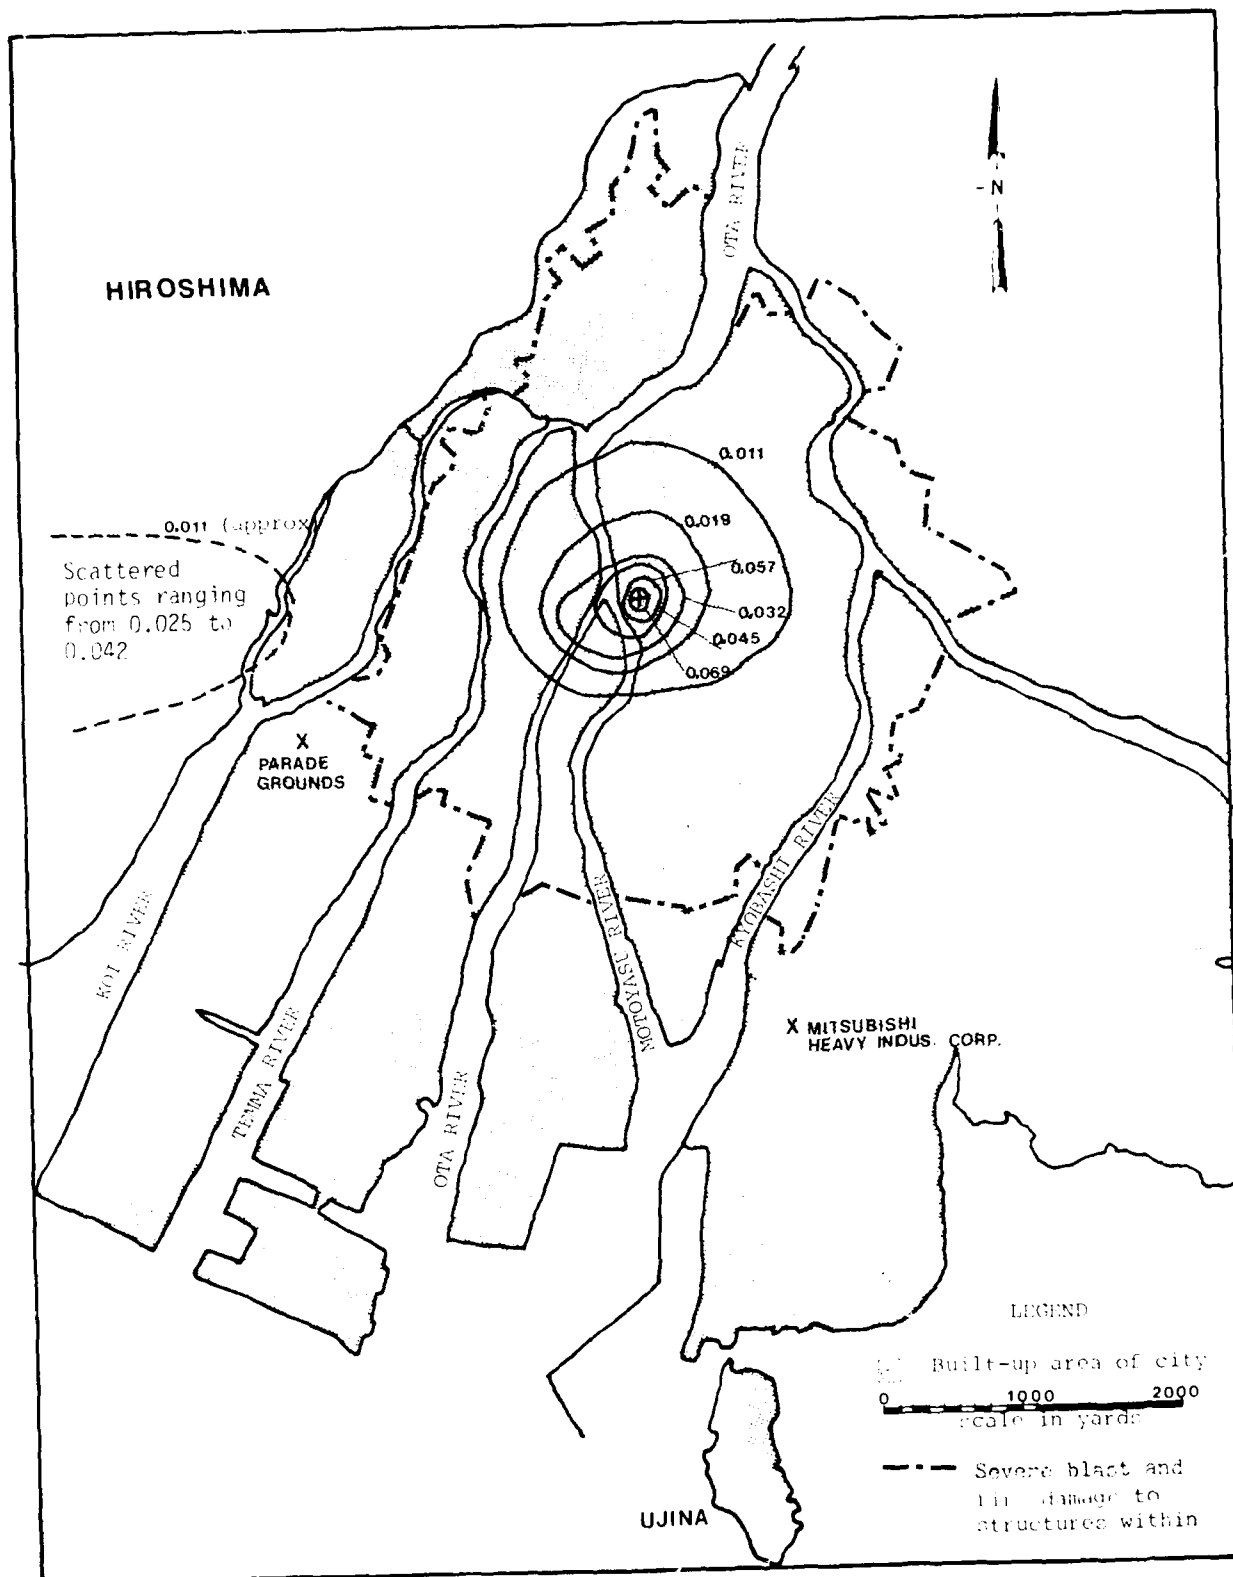 OTA RIVER
-N-
HIROSHIMA
0.011
0.019
0.011 (approx)
0.057
Scattered
points ranging
from 0.025 to
0.042
0.032
0.045
0.069
X
PARADE
GROUNDS
KYOBASHI RIVER
MOTOYASU RIVER
KOI RIVER
X MITSUBISHI
HEAVY INDUS. CORP.
TEMMA RIVER
OTA RIVER
LEGEND
Built-up area of city
0 1000 2000
scale in yards
Severe blast and
damage to
structures within
UJINA